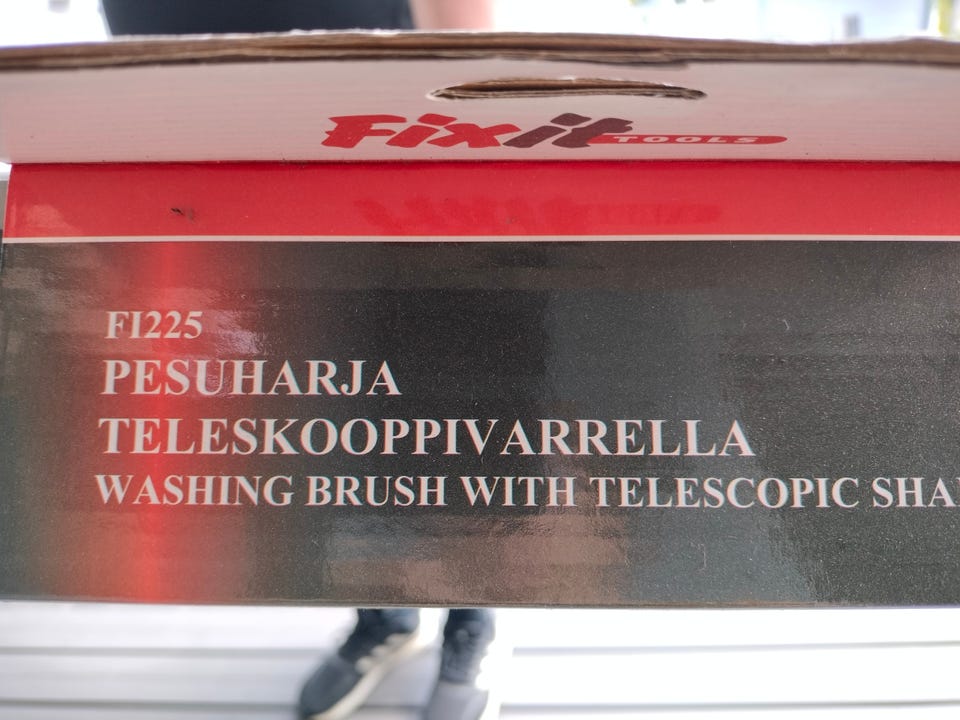 Fixit TOOLS
FI225
PESUHARJA
TELESKOOPPIVARRELLA
WASHING BRUSH WITH TELESCOPIC